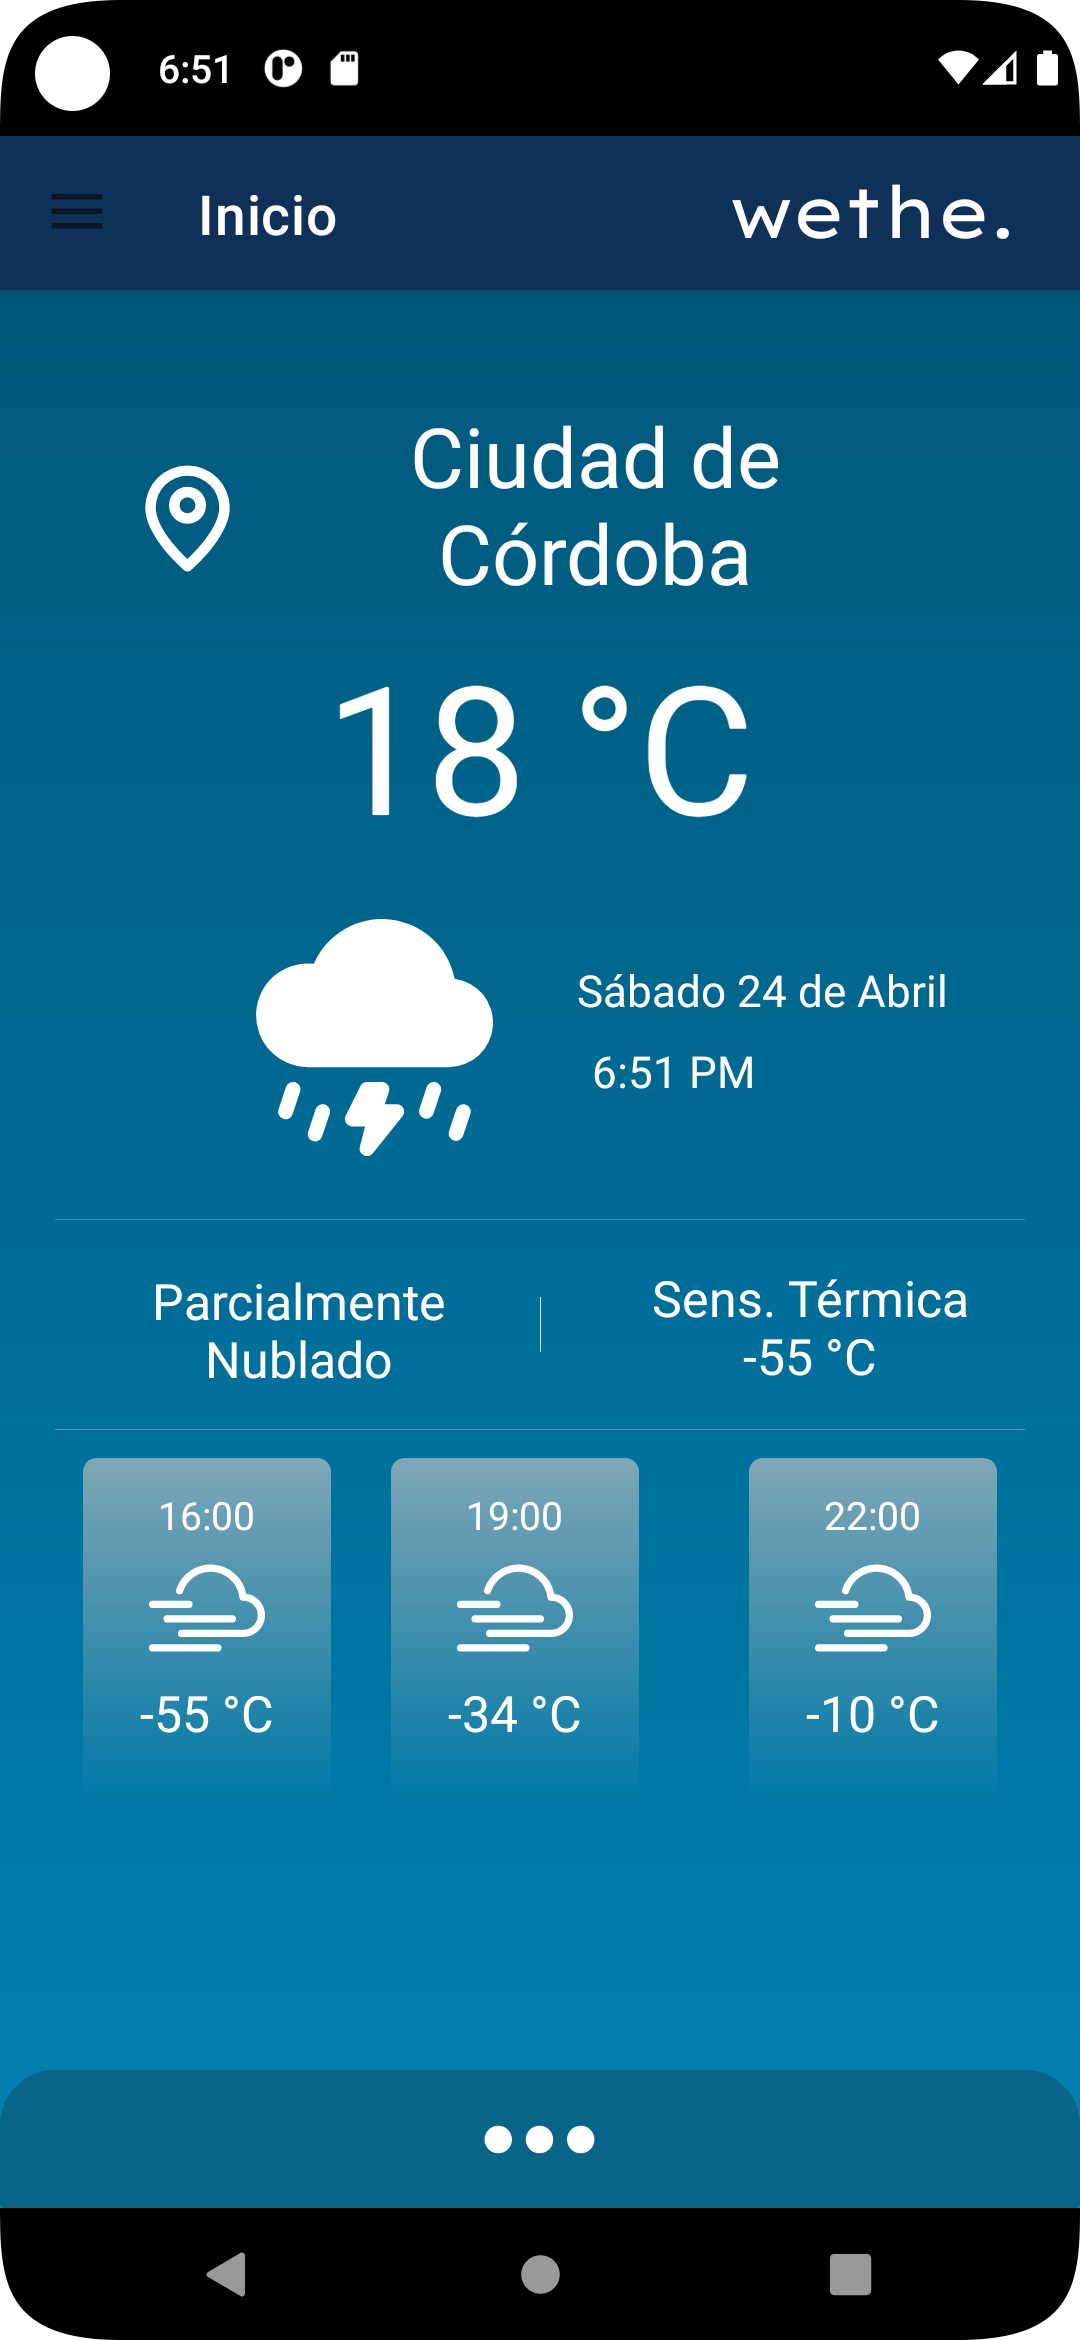 6:51
Inicio
wethe.
Ciudad de
Córdoba
18 °C
Sábado 24 de Abril
6:51 PM
Parcialmente
Nublado
Sens. Térmica
-55 °C
16:00
-55 °C
19:00
-34 °C
22:00
-10 °C